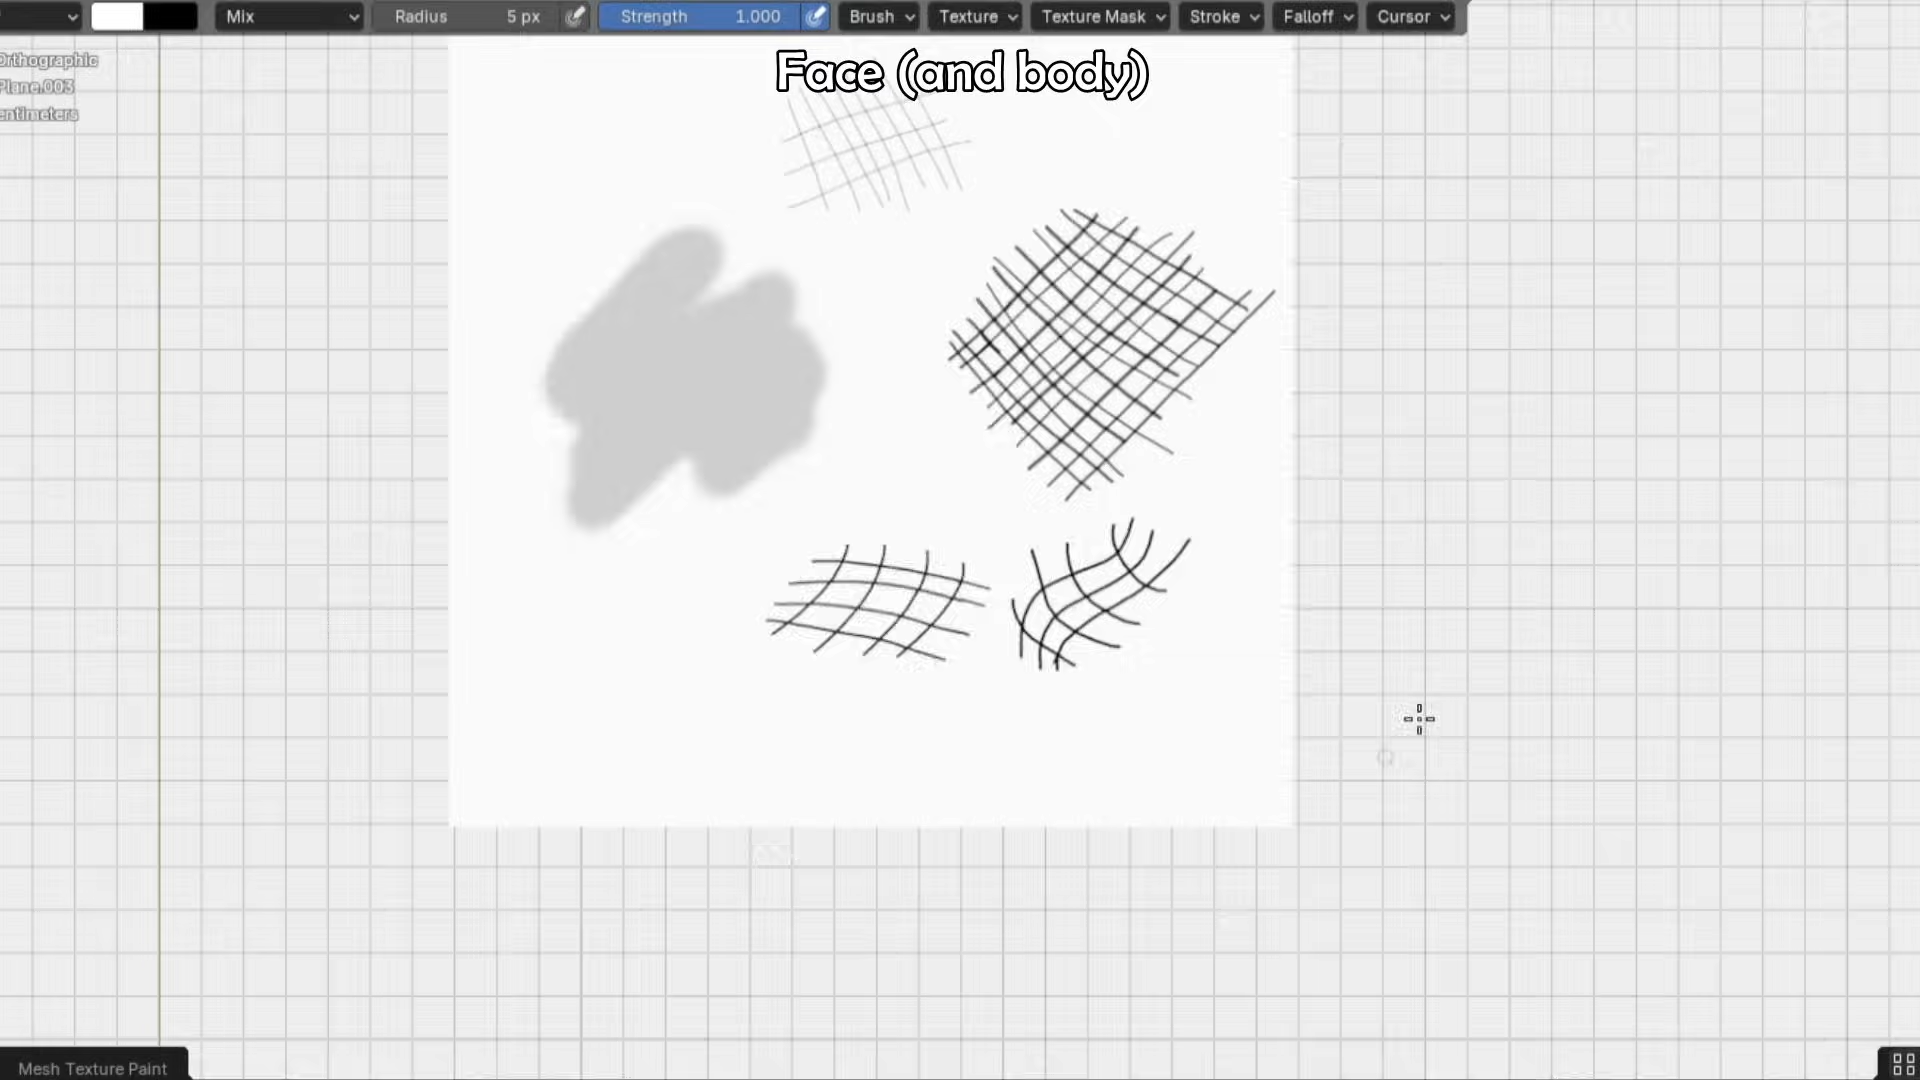 Mix
Radius 5 px
Strength 1.000
Brush
Texture
Texture Mask
Stroke
Falloff
Cursor
Orthographic
Plane.003
entimeters
Face (and body)
Mesh Texture Paint